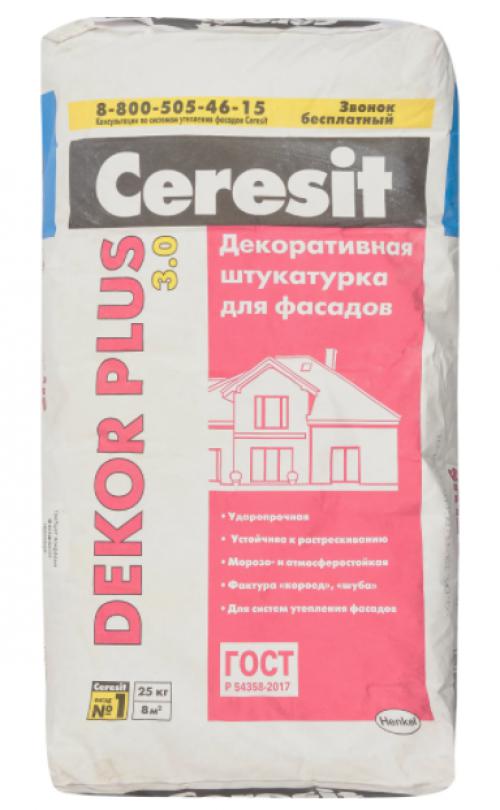 8-800-505-46-15
Консультации по системам утепления фасадов Ceresit
Звонок
бесплатный
Ceresit
DEKOR PLUS
3.0
Декоративная
штукатурка
для фасадов
• Ударопрочная
• Устойчива к растрескиванию
• Морозо- и атмосферостойкая
• Фактура «короед», «шуба»
• Для систем утепления фасадов
ГОСТ
Р 54358-2017
Ceresit
ФАСАД
№1
25 кг
8 м²
Henkel